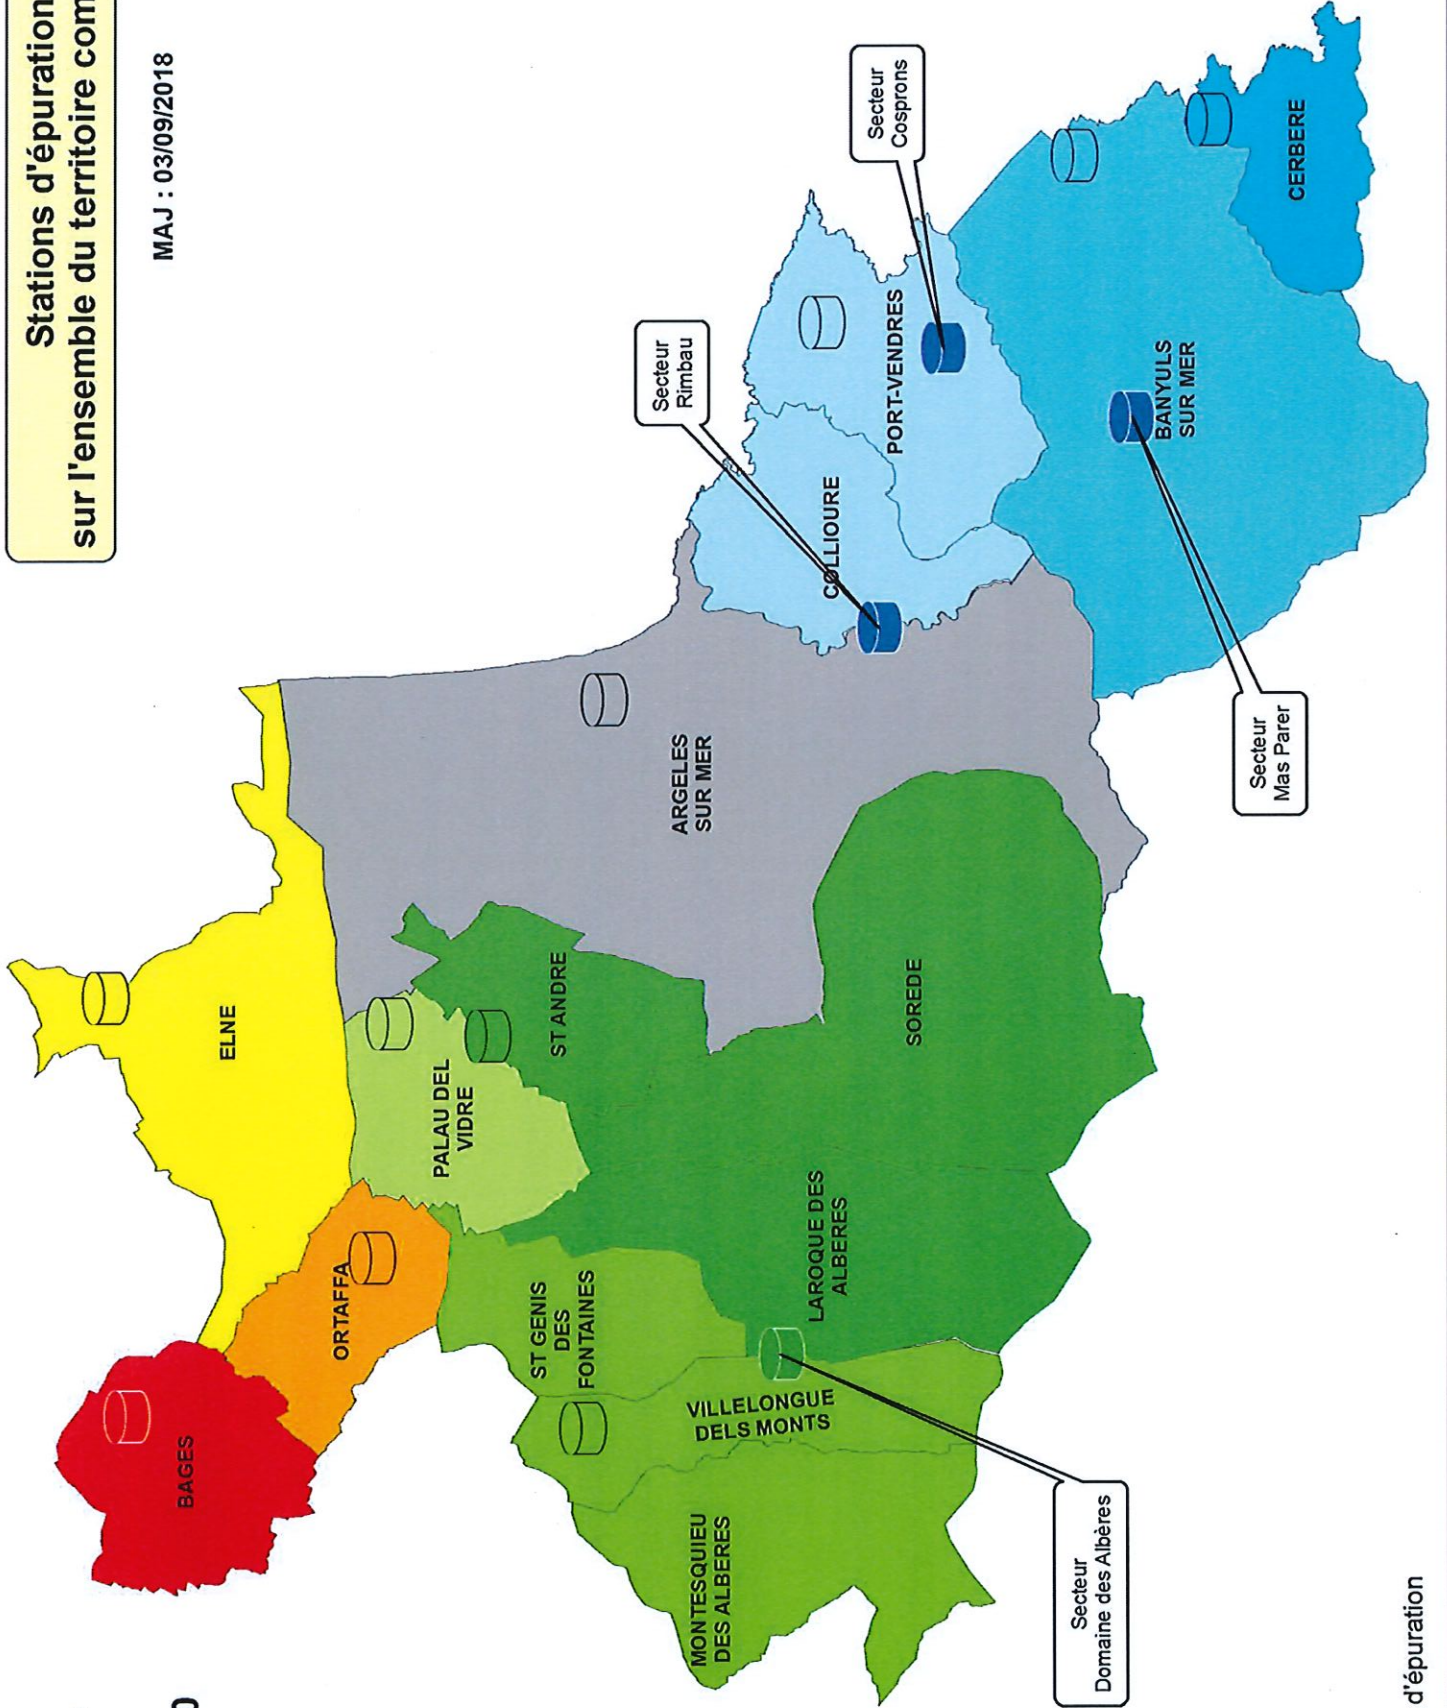 Stations d'épuration
sur l'ensemble du territoire com
MAJ : 03/09/2018
BAGES
ELNE
ORTAFFA
PALAU DEL
VIDRE
ST GENIS
DES
FONTAINES
ST ANDRE
Secteur
Rimbau
ARGELES
SUR MER
MONTESQUIEU
DES ALBERES
VILLELONGUE
DELS MONTS
LAROQUE DES
ALBERES
COLLIOURE
Secteur
Cosprons
PORT-VENDRES
SOREDE
Secteur
Domaine des Albères
BANYULS
SUR MER
Secteur
Mas Parer
CERBERE
d'épuration